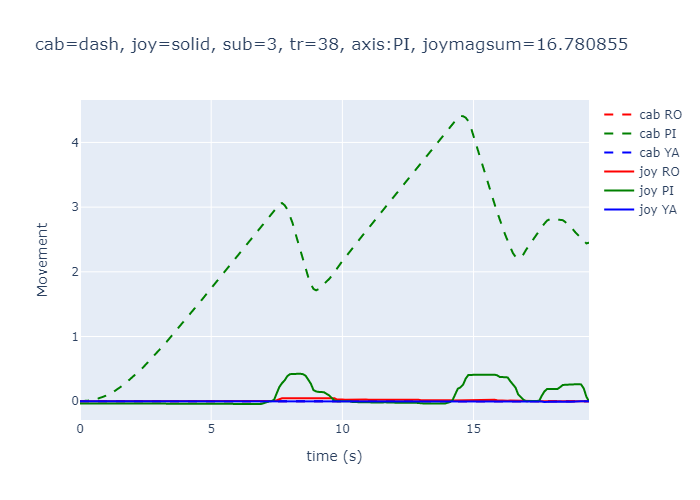 cab=dash, joy=solid, sub=3, tr=38, axis:PI, joymagsum=16.780855
cab RO
cab PI
cab YA
joy RO
joy PI
joy YA
Movement
4
3
2
1
0
0
5
10
15
time (s)